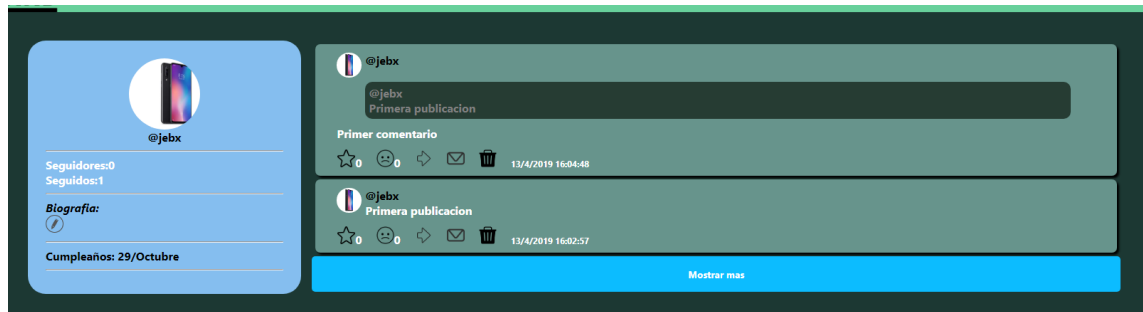 @jebx
Seguidores:0
Seguidos:1
Biografia:
Cumpleaños: 29/Octubre
@jebx
@jebx
Primera publicacion
Primer comentario
0 0 13/4/2019 16:04:48
@jebx
Primera publicacion
0 0 13/4/2019 16:02:57
Mostrar mas